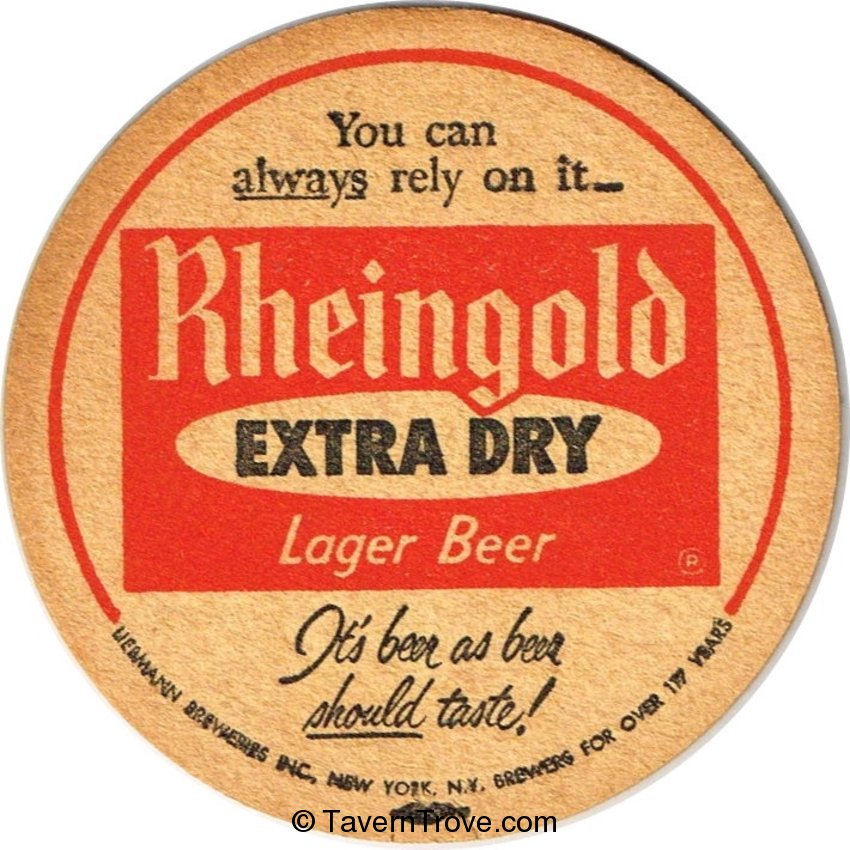 You can
always rely on it—
Rheingold
EXTRA DRY
Lager Beer
R
It's beer as beer
should taste!
LIEBMANN BREWERIES INC., NEW YORK, N.Y. BREWERS FOR OVER 117 YEARS
© TavernTrove.com